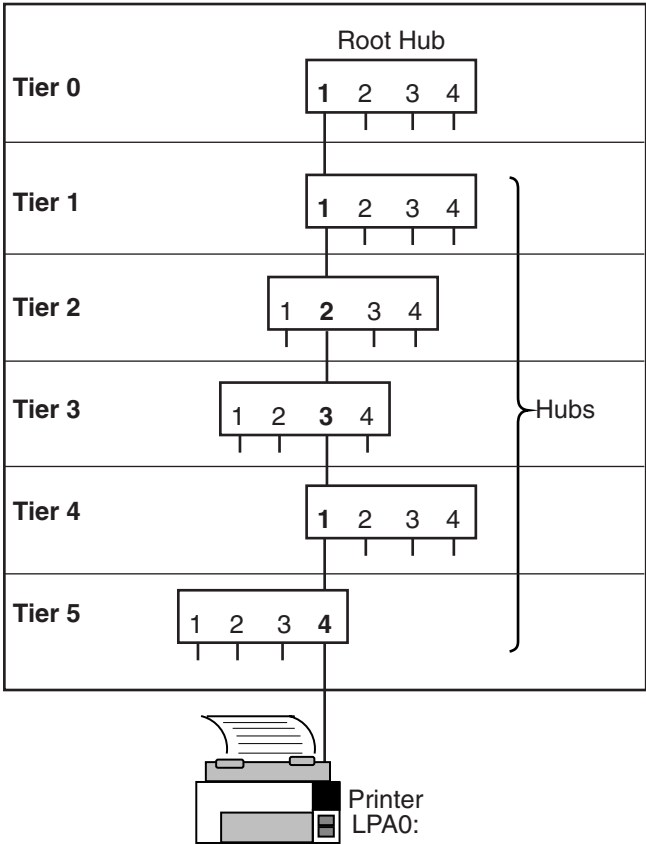 Root Hub
Tier 0
1 2 3 4
Tier 1
1 2 3 4
Tier 2
1 2 3 4
Tier 3
1 2 3 4
Hubs
Tier 4
1 2 3 4
Tier 5
1 2 3 4
Printer
LPA0: